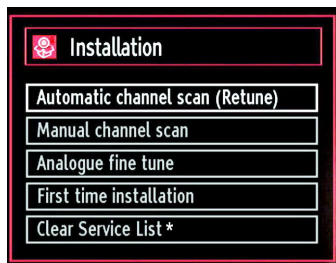 Installation
Automatic channel scan (Retune)
Manual channel scan
Analogue fine tune
First time installation
Clear Service List *